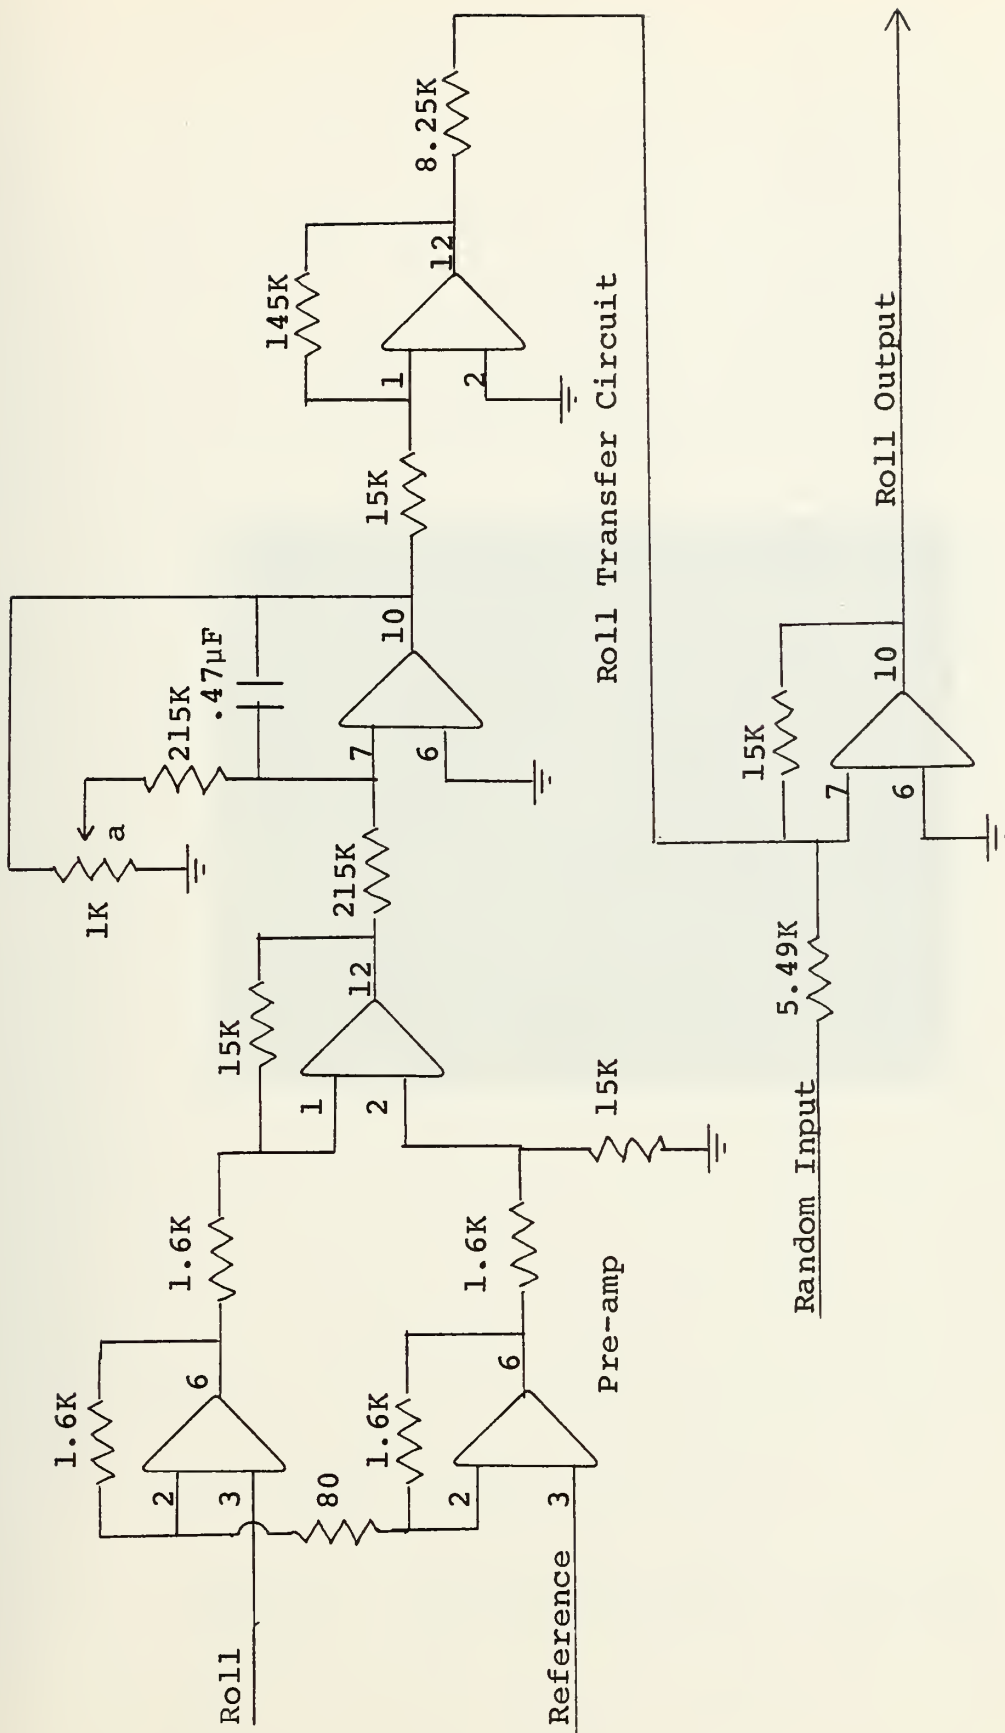 Roll
Reference
2
3
6
1.6K
80
2
3
6
1.6K
1.6K
1.6K
Pre-amp
1
2
12
15K
15K
215K
1K
a
215K
.47µF
7
6
10
15K
145K
1
2
12
8.25K
Roll Transfer Circuit
Random Input
5.49K
7
6
10
15K
Roll Output